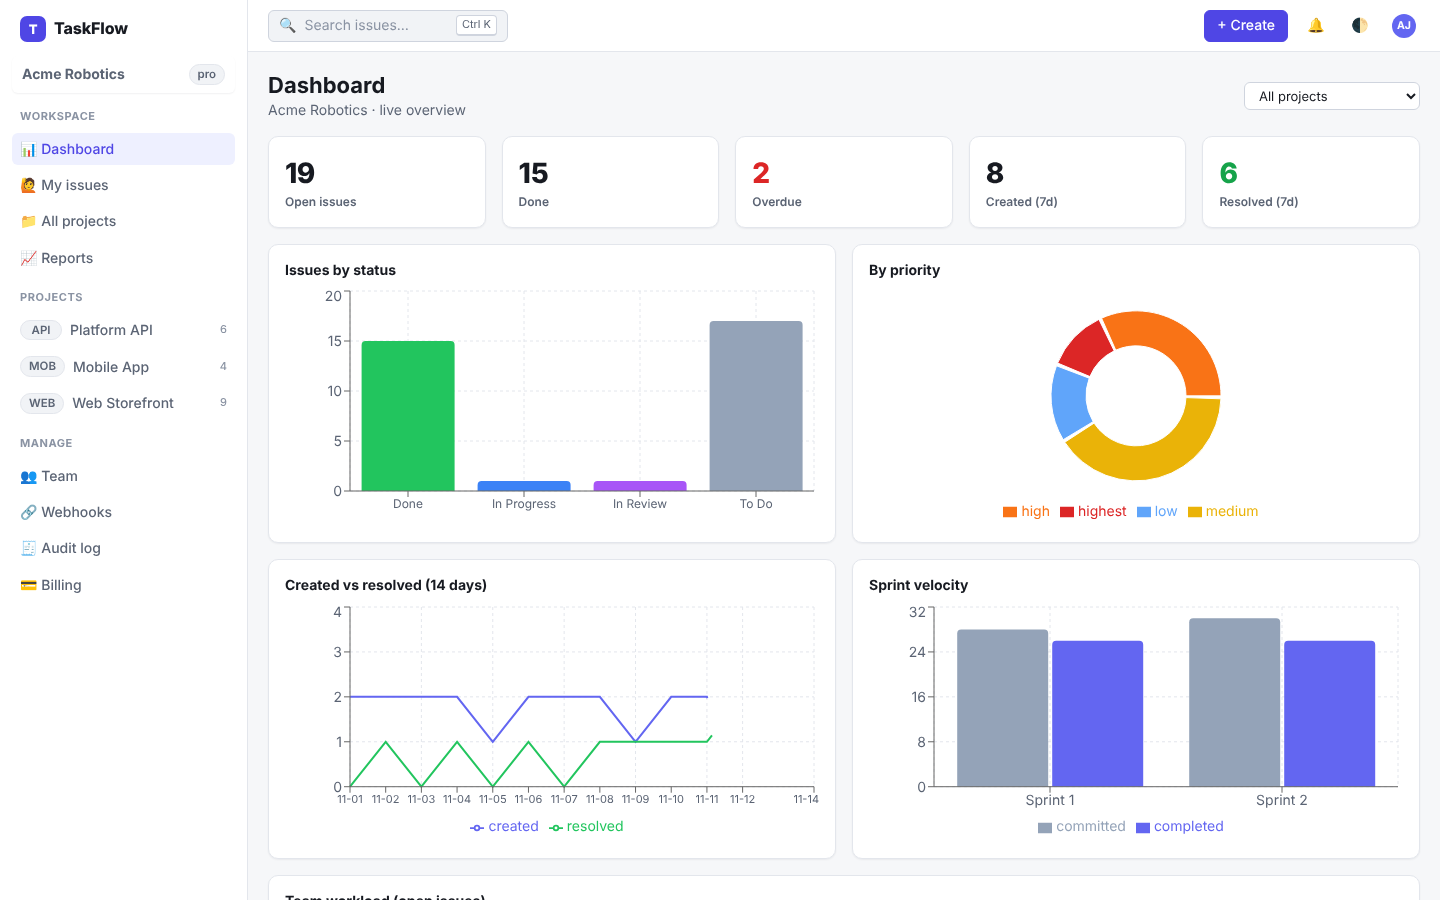 T TaskFlow
Acme Robotics pro
WORKSPACE
Dashboard
My issues
All projects
Reports
PROJECTS
API Platform API 6
MOB Mobile App 4
WEB Web Storefront 9
MANAGE
Team
Webhooks
Audit log
Billing
Search issues... Ctrl K
+ Create
AJ
Dashboard
Acme Robotics · live overview
All projects
19
Open issues
15
Done
2
Overdue
8
Created (7d)
6
Resolved (7d)
Issues by status
20
15
10
5
0
Done In Progress In Review To Do
By priority
high highest low medium
Created vs resolved (14 days)
4
3
2
1
0
11-01 11-02 11-03 11-04 11-05 11-06 11-07 11-08 11-09 11-10 11-11 11-12 11-14
created resolved
Sprint velocity
32
24
16
8
0
Sprint 1 Sprint 2
committed completed
Team workload (open issues)